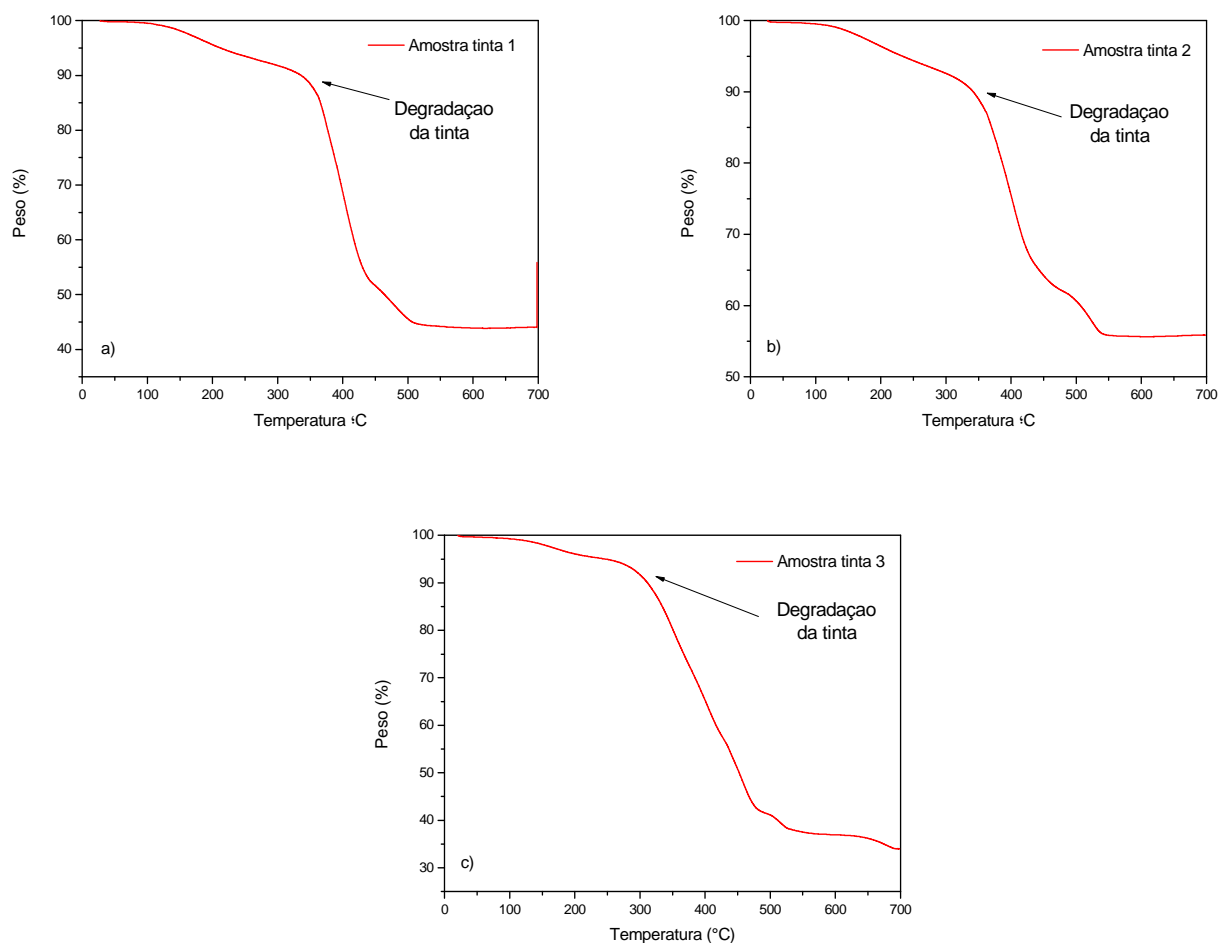 100
90
80
70
60
50
40
Peso (%)
Amostra tinta 1
Degradaçao
da tinta
a)
0 100 200 300 400 500 600 700
Temperatura °C
100
90
80
70
60
50
Peso (%)
Amostra tinta 2
Degradaçao
da tinta
b)
0 100 200 300 400 500 600 700
Temperatura °C
100
90
80
70
60
50
40
30
Peso (%)
Amostra tinta 3
Degradaçao
da tinta
c)
0 100 200 300 400 500 600 700
Temperatura (°C)